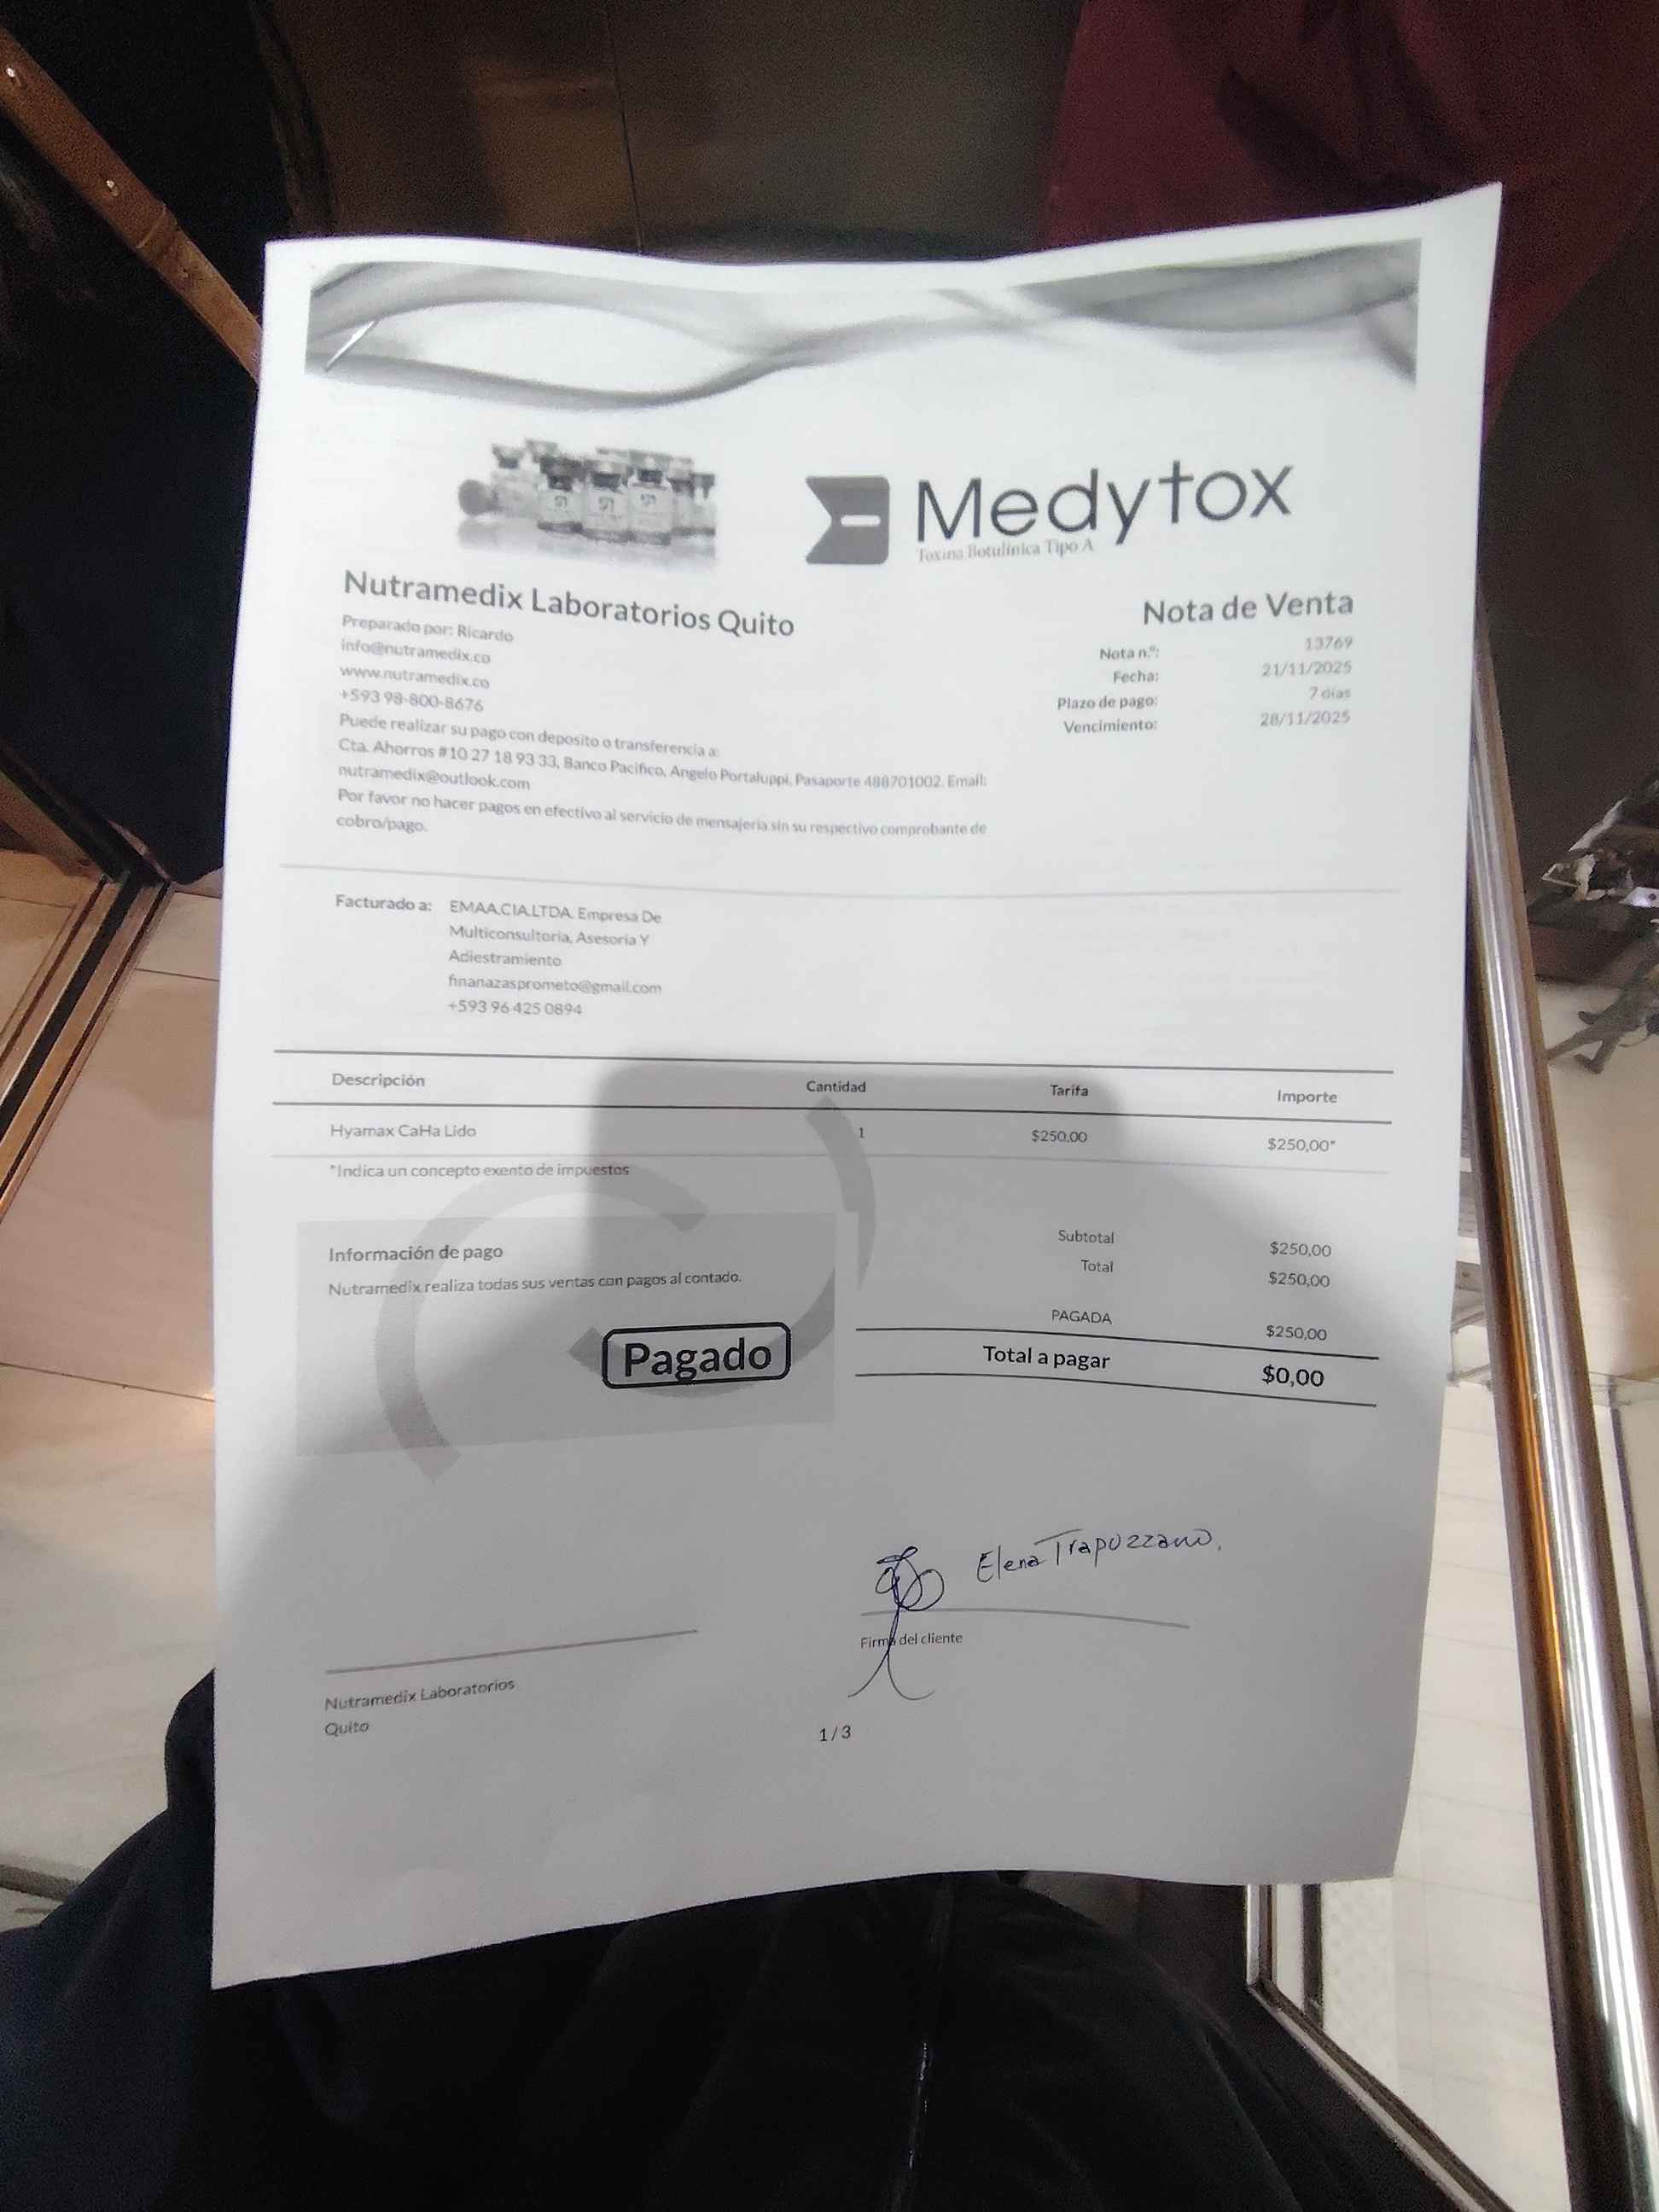 Medytox
Toxina Botulínica Tipo A
Nutramedix Laboratorios Quito
Preparado por: Ricardo
info@nutramedix.co
www.nutramedix.co
+593 98-800-8676
Puede realizar su pago con deposito o transferencia a:
Cta. Ahorros #10 27 18 93 33, Banco Pacifico, Angelo Portaluppi, Pasaporte 488701002. Email:
nutramedix@outlook.com
Por favor no hacer pagos en efectivo al servicio de mensajería sin su respectivo comprobante de
cobro/pago.
Nota de Venta
Nota n.º: 13769
Fecha: 21/11/2025
Plazo de pago: 7 días
Vencimiento: 28/11/2025
Facturado a: EMAA.CIA.LTDA. Empresa De
Multiconsultoria, Asesoria Y
Adiestramiento
finanazasprometo@gmail.com
+593 96 425 0894
Descripción Cantidad Tarifa Importe
Hyamax CaHa Lido 1 $250,00 $250,00*
*Indica un concepto exento de impuestos
Información de pago
Nutramedix realiza todas sus ventas con pagos al contado.
Pagado
Subtotal $250,00
Total $250,00
PAGADA $250,00
Total a pagar $0,00
Elena Trapuzzano.
Firma del cliente
Nutramedix Laboratorios
Quito
1 / 3